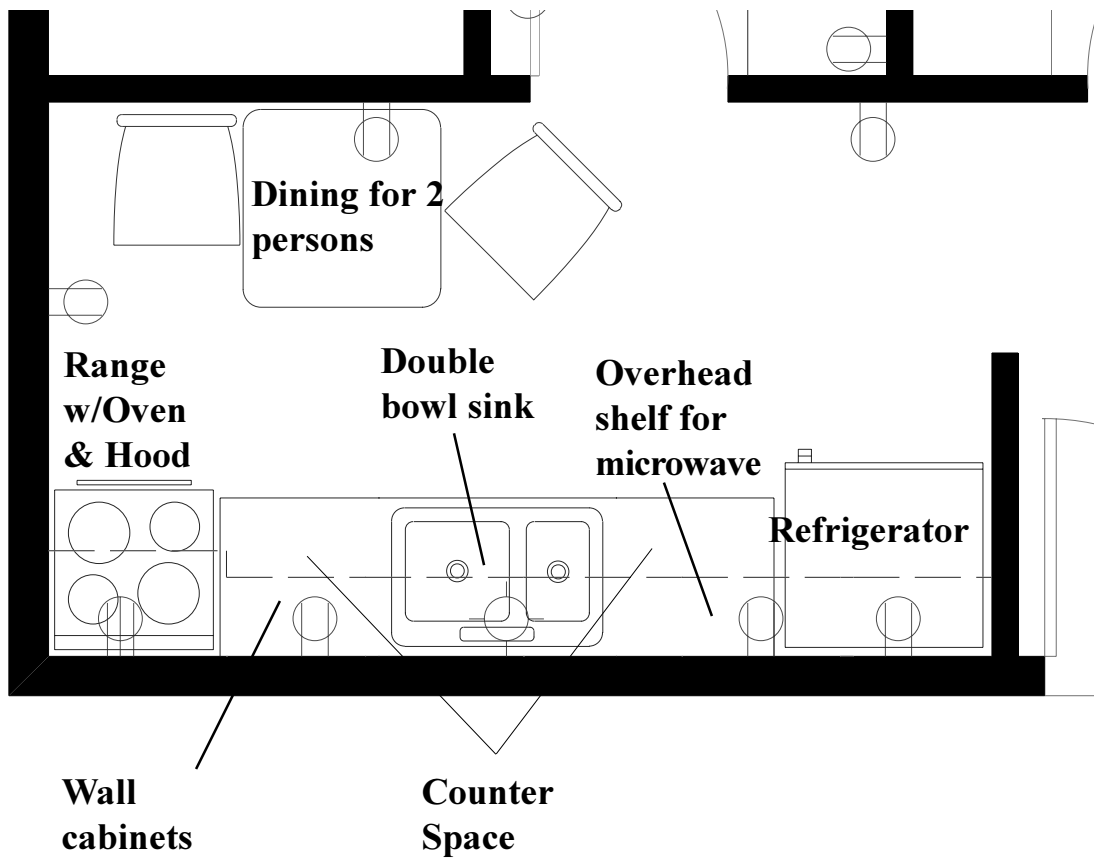 Dining for 2
persons
Range
w/Oven
& Hood
Double
bowl sink
Overhead
shelf for
microwave
Refrigerator
Wall
cabinets
Counter
Space